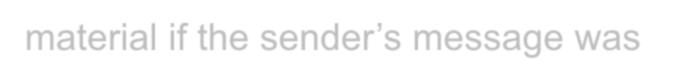 material if the sender’s message was